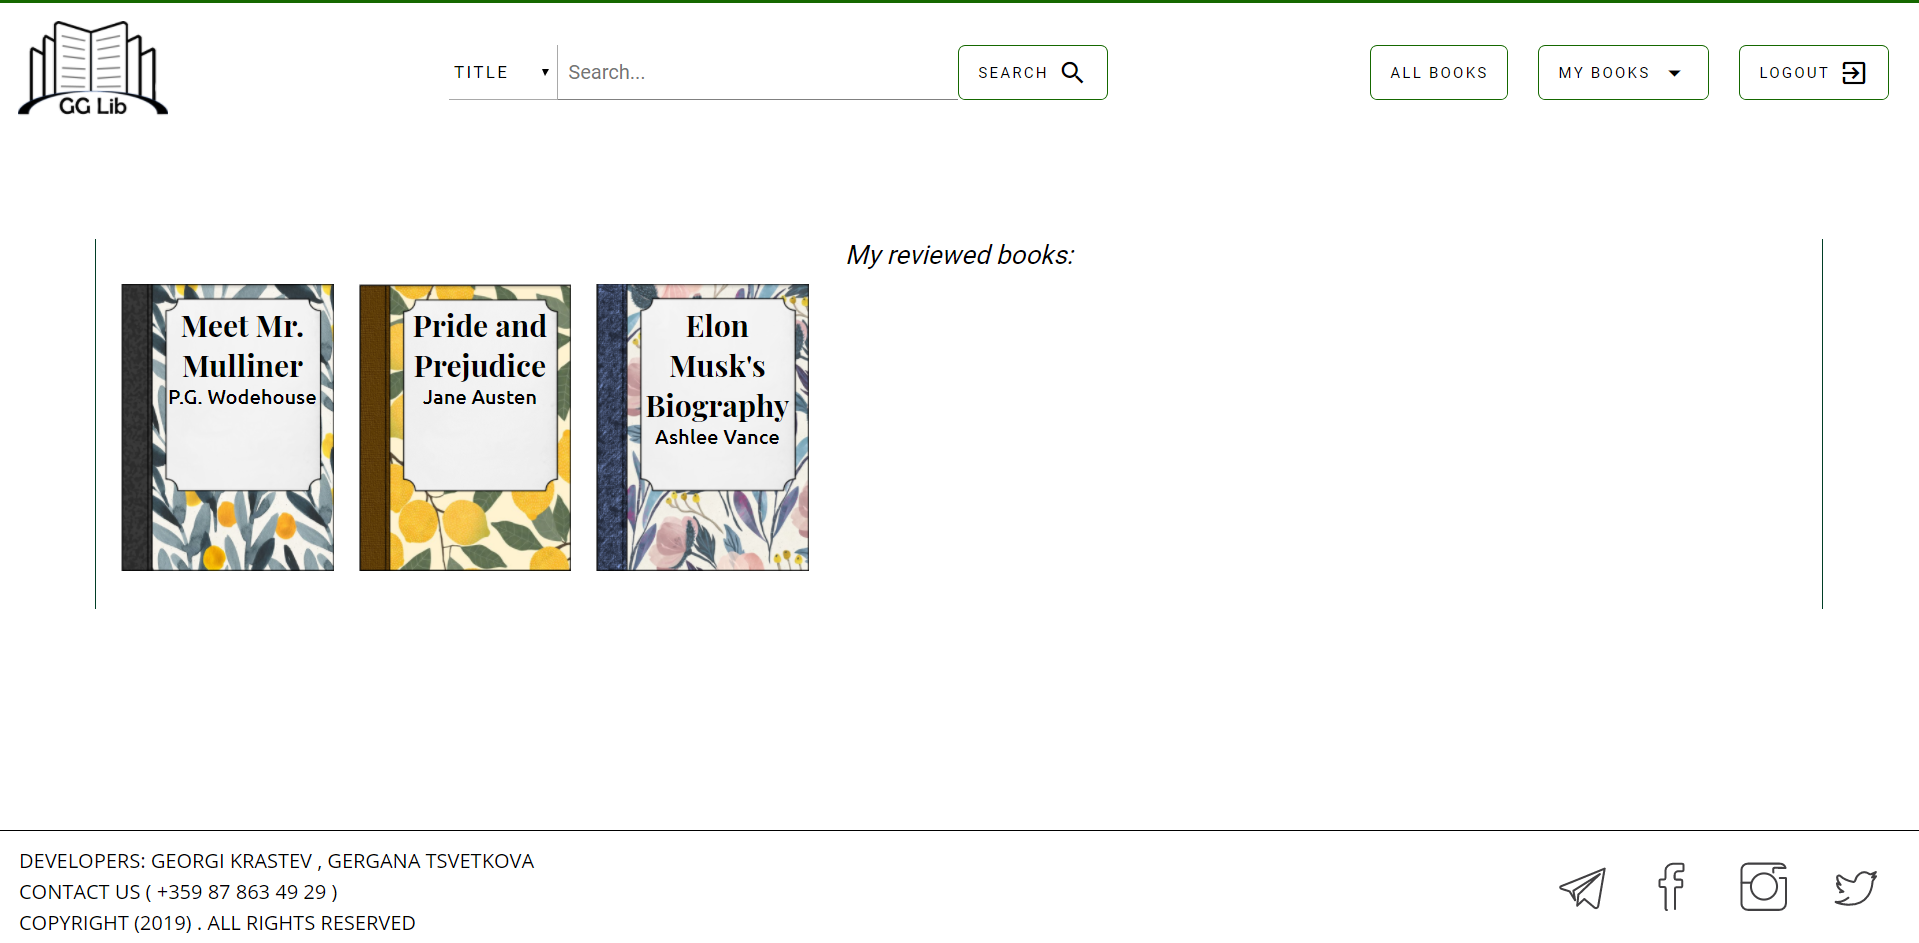 GG Lib
TITLE
Search...
SEARCH
ALL BOOKS
MY BOOKS
LOGOUT
My reviewed books:
Meet Mr.
Mulliner
P.G. Wodehouse
Pride and
Prejudice
Jane Austen
Elon
Musk's
Biography
Ashlee Vance
DEVELOPERS: GEORGI KRASTEV , GERGANA TSVETKOVA
CONTACT US ( +359 87 863 49 29 )
COPYRIGHT (2019) . ALL RIGHTS RESERVED